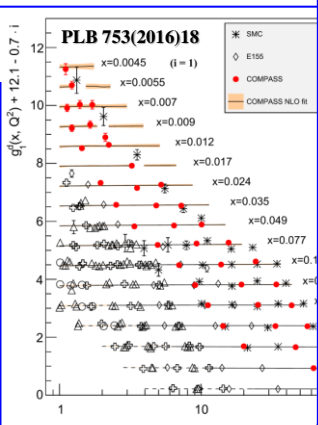 PLB 753(2016)18
g₁ᵈ(x, Q²) + 12.1 - 0.7 · i
12
10
8
6
4
2
0
1
10
x=0.0045
(i = 1)
x=0.0055
x=0.007
x=0.009
x=0.012
x=0.017
x=0.024
x=0.035
x=0.049
x=0.077
SMC
E155
COMPASS
COMPASS NLO fit